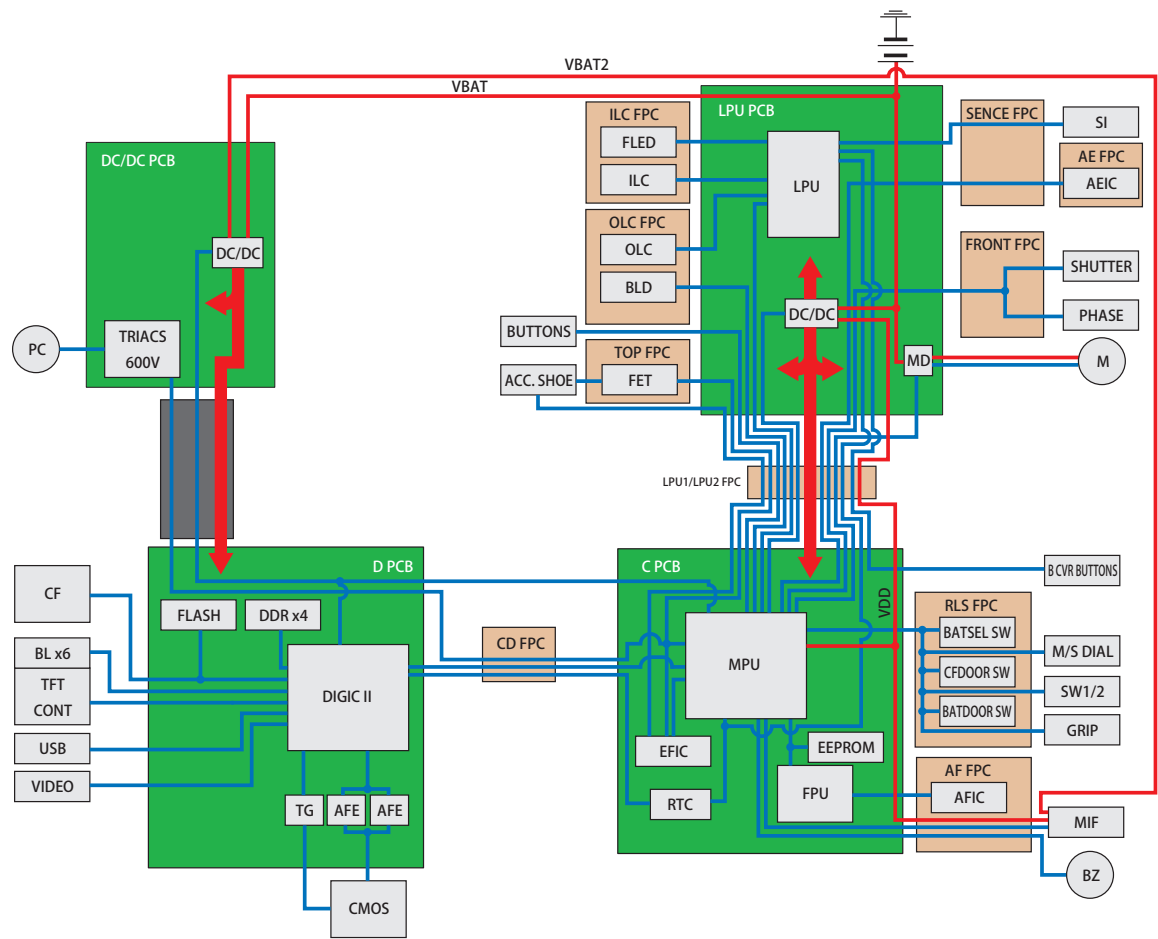 VBAT2
VBAT
LPU PCB
ILC FPC
FLED
ILC
LPU
SENCE FPC
SI
AE FPC
AEIC
DC/DC PCB
DC/DC
OLC FPC
OLC
BLD
FRONT FPC
SHUTTER
PHASE
DC/DC
BUTTONS
TOP FPC
FET
ACC. SHOE
MD
M
PC
TRIACS
600V
LPU1/LPU2 FPC
D PCB
C PCB
VDD
B CVR BUTTONS
CF
FLASH
DDR x4
RLS FPC
BATSEL SW
CFDOOR SW
BATDOOR SW
M/S DIAL
SW1/2
GRIP
BL x6
TFT
CONT
CD FPC
DIGIC II
MPU
USB
VIDEO
EFIC
EEPROM
RTC
FPU
AF FPC
AFIC
MIF
TG
AFE
AFE
BZ
CMOS